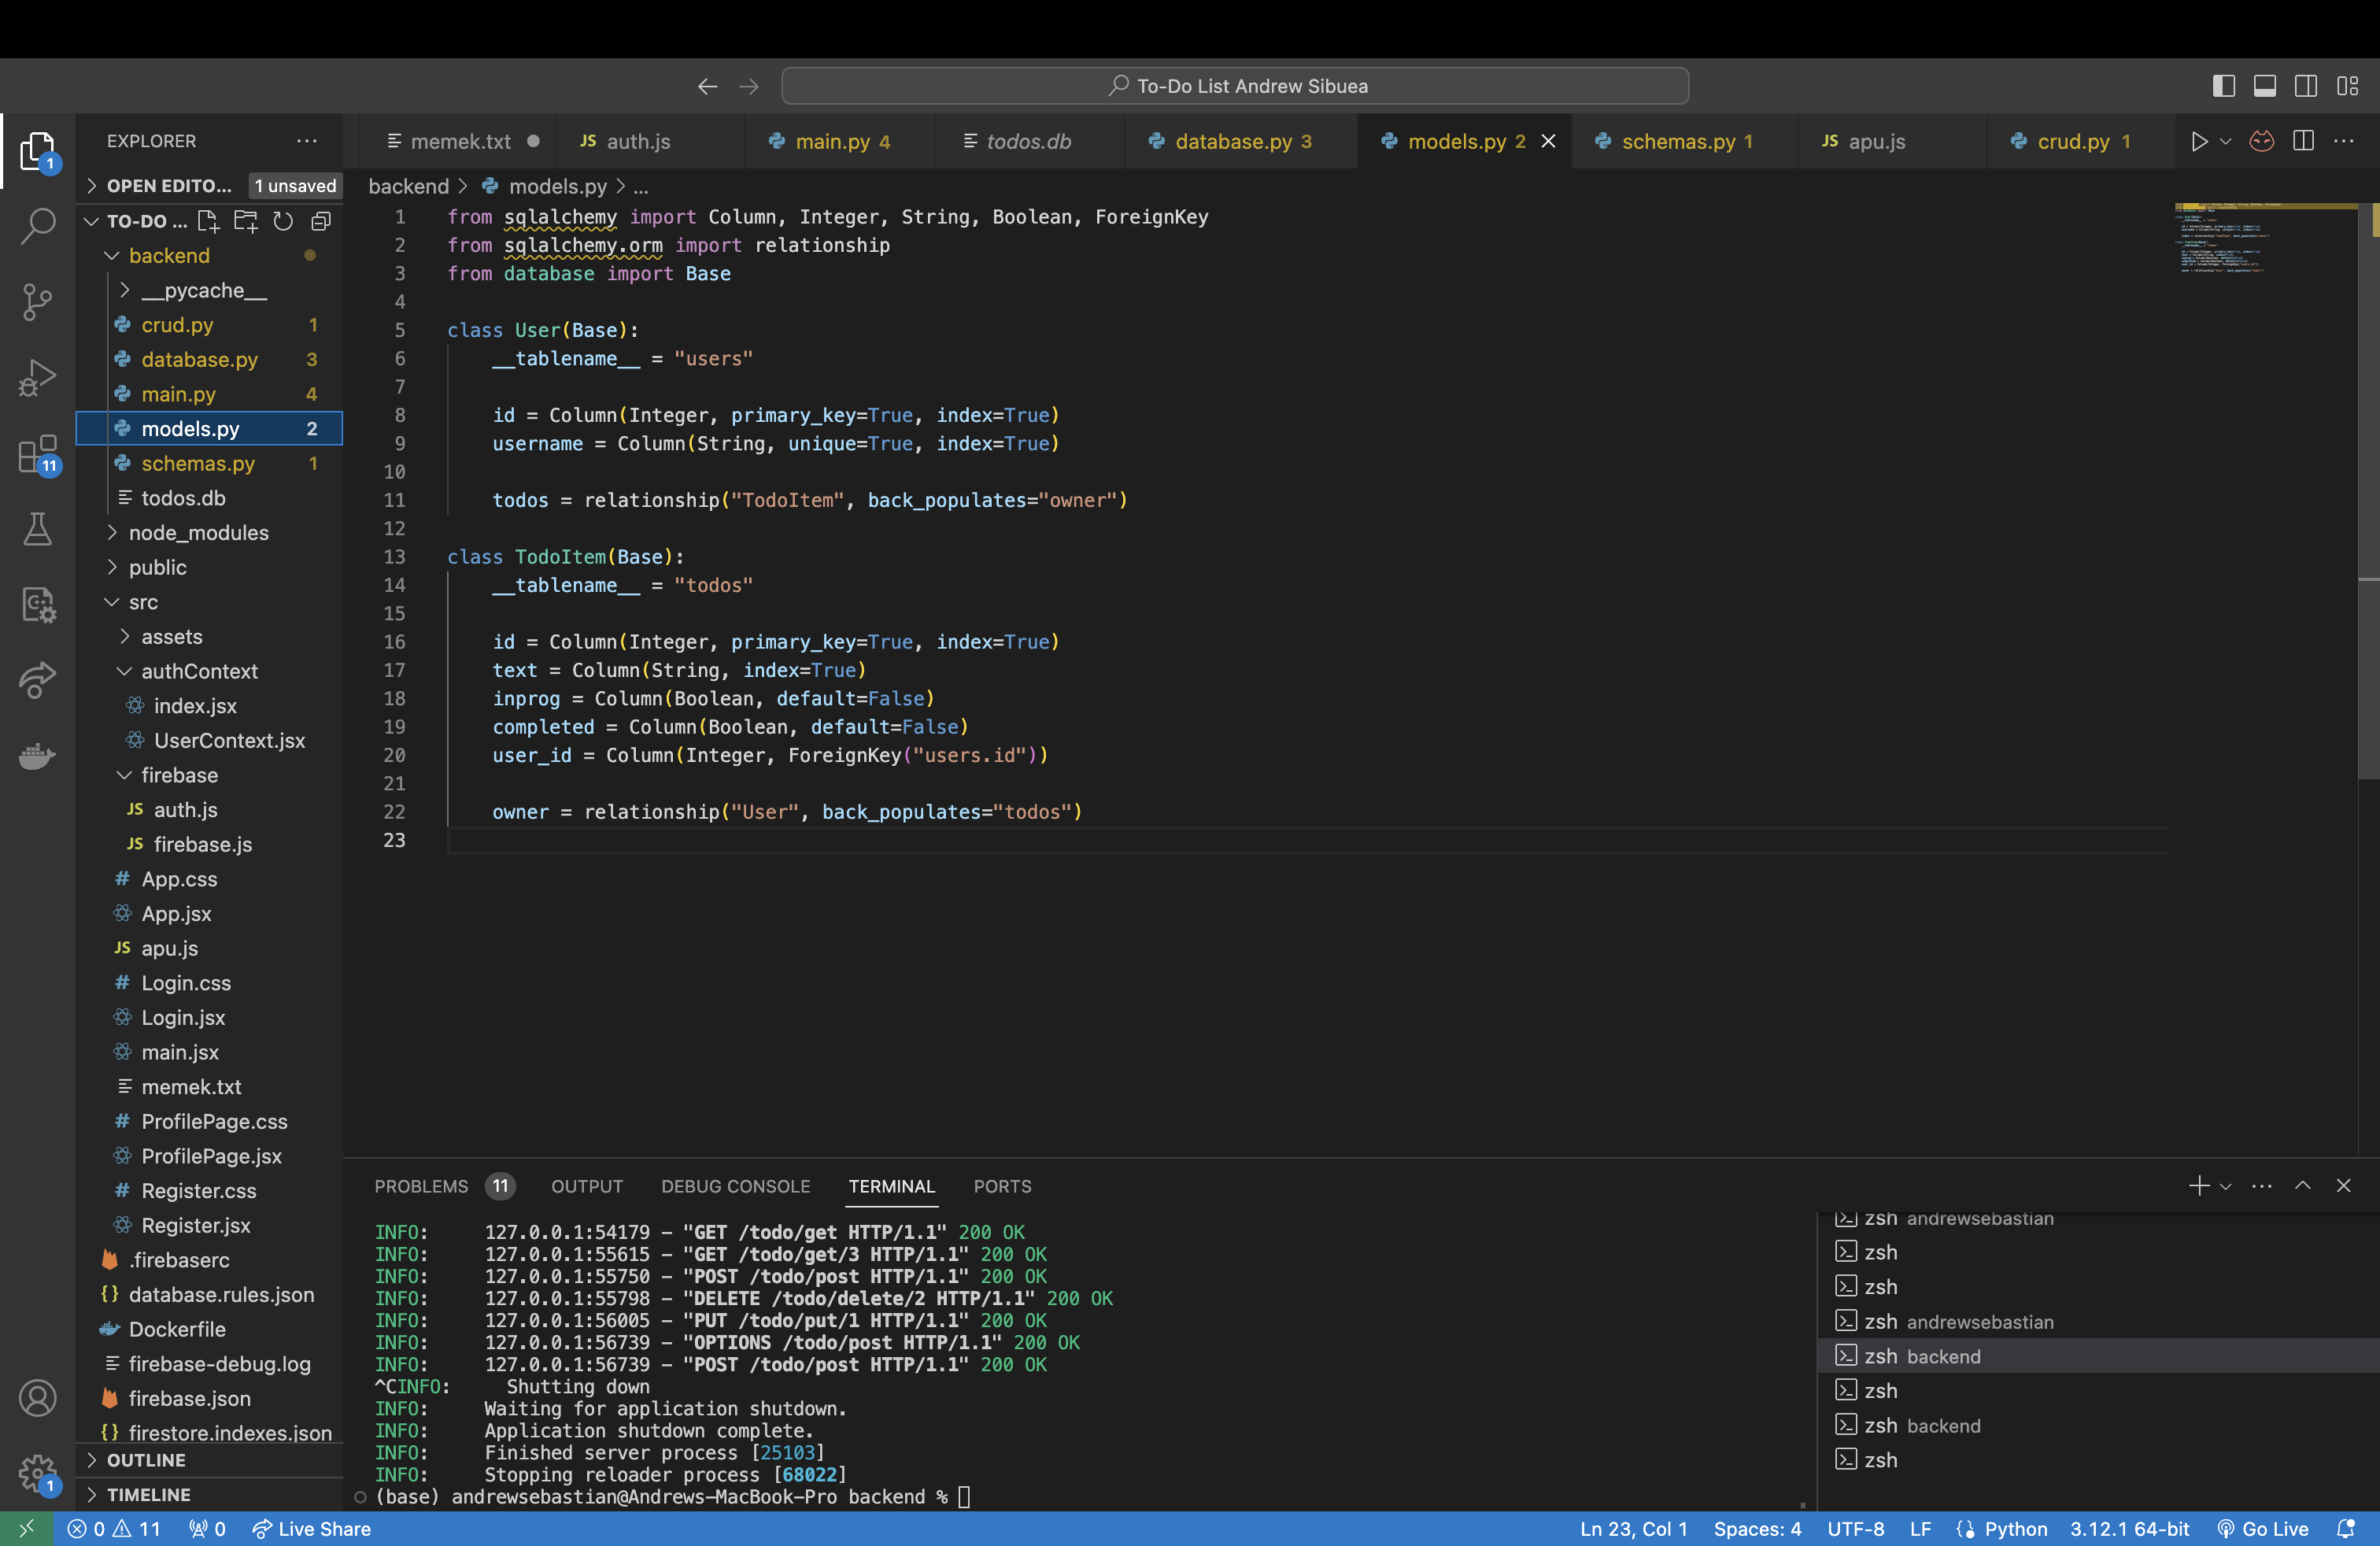 To-Do List Andrew Sibuea
EXPLORER
OPEN EDITO... 1 unsaved
TO-DO ...
backend
__pycache__
crud.py 1
database.py 3
main.py 4
models.py 2
schemas.py 1
todos.db
node_modules
public
src
assets
authContext
index.jsx
UserContext.jsx
firebase
JS auth.js
JS firebase.js
# App.css
App.jsx
JS apu.js
# Login.css
Login.jsx
main.jsx
memek.txt
# ProfilePage.css
ProfilePage.jsx
# Register.css
Register.jsx
.firebaserc
{} database.rules.json
Dockerfile
firebase-debug.log
firebase.json
{} firestore.indexes.json
OUTLINE
TIMELINE
1
11
1
memek.txt JS auth.js main.py 4 todos.db database.py 3 models.py 2 schemas.py 1 JS apu.js crud.py 1
backend > models.py > ...
1 from sqlalchemy import Column, Integer, String, Boolean, ForeignKey
2 from sqlalchemy.orm import relationship
3 from database import Base
4
5 class User(Base):
6 __tablename__ = "users"
7
8 id = Column(Integer, primary_key=True, index=True)
9 username = Column(String, unique=True, index=True)
10
11 todos = relationship("TodoItem", back_populates="owner")
12
13 class TodoItem(Base):
14 __tablename__ = "todos"
15
16 id = Column(Integer, primary_key=True, index=True)
17 text = Column(String, index=True)
18 inprog = Column(Boolean, default=False)
19 completed = Column(Boolean, default=False)
20 user_id = Column(Integer, ForeignKey("users.id"))
21
22 owner = relationship("User", back_populates="todos")
23
PROBLEMS 11 OUTPUT DEBUG CONSOLE TERMINAL PORTS
INFO: 127.0.0.1:54179 - "GET /todo/get HTTP/1.1" 200 OK
INFO: 127.0.0.1:55615 - "GET /todo/get/3 HTTP/1.1" 200 OK
INFO: 127.0.0.1:55750 - "POST /todo/post HTTP/1.1" 200 OK
INFO: 127.0.0.1:55798 - "DELETE /todo/delete/2 HTTP/1.1" 200 OK
INFO: 127.0.0.1:56005 - "PUT /todo/put/1 HTTP/1.1" 200 OK
INFO: 127.0.0.1:56739 - "OPTIONS /todo/post HTTP/1.1" 200 OK
INFO: 127.0.0.1:56739 - "POST /todo/post HTTP/1.1" 200 OK
^CINFO: Shutting down
INFO: Waiting for application shutdown.
INFO: Application shutdown complete.
INFO: Finished server process [25103]
INFO: Stopping reloader process [68022]
(base) andrewsebastian@Andrews-MacBook-Pro backend %
zsh andrewsebastian
zsh
zsh
zsh andrewsebastian
zsh backend
zsh
zsh backend
zsh
0 11 0 Live Share
Ln 23, Col 1 Spaces: 4 UTF-8 LF Python 3.12.1 64-bit Go Live